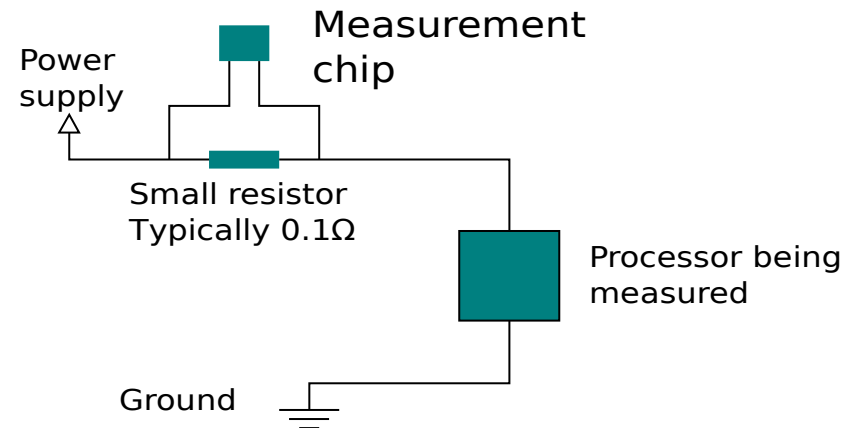 Measurement
chip
Power
supply
Small resistor
Typically 0.1Ω
Processor being
measured
Ground